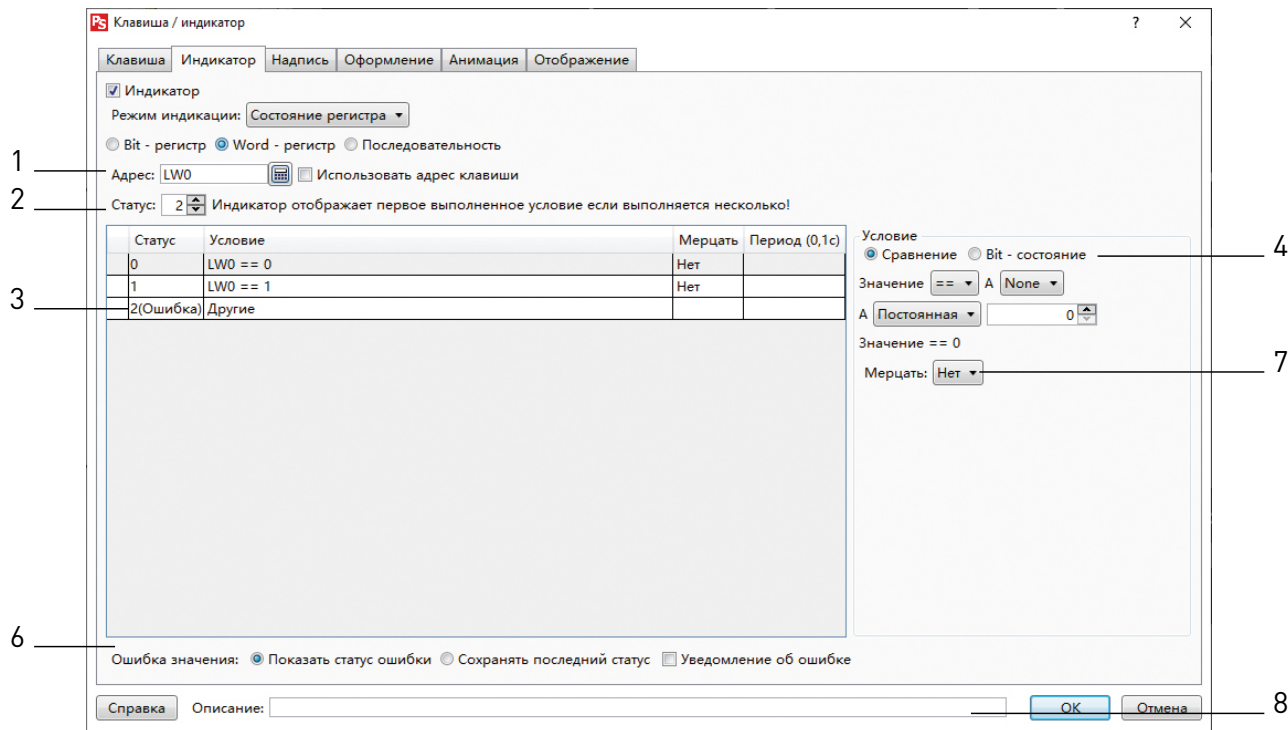 PS Клавиша / индикатор ?
Клавиша Индикатор Надпись Оформление Анимация Отображение
Индикатор
Режим индикации: Состояние регистра
Bit - регистр Word - регистр Последовательность
1
Адрес: LW0 Использовать адрес клавиши
2
Статус: 2 Индикатор отображает первое выполненное условие если выполняется несколько!
Статус Условие Мерцать Период (0,1с)
0 LW0 == 0 Нет
1 LW0 == 1 Нет
3
2(Ошибка) Другие
Условие
Сравнение Bit - состояние
4
Значение == А None
А Постоянная 0
Значение == 0
Мерцать: Нет
7
6
Ошибка значения: Показать статус ошибки Сохранять последний статус Уведомление об ошибке
Справка Описание: OK Отмена
8